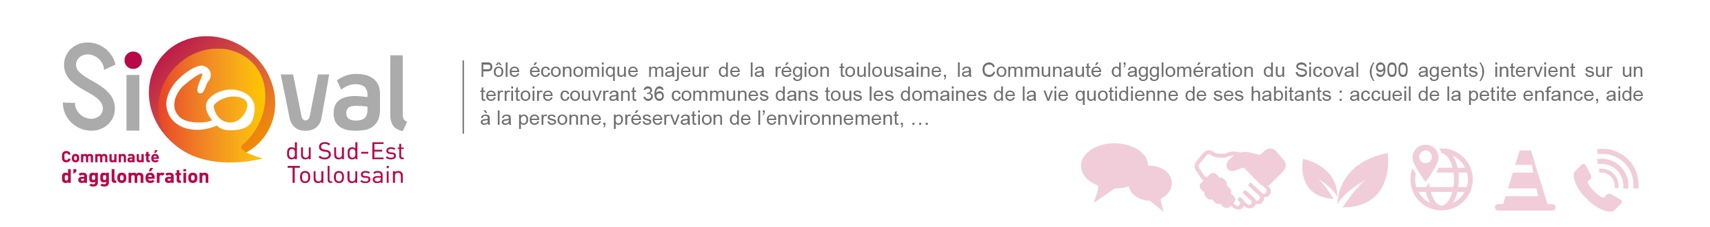 Sicoval
Communauté
d'agglomération
du Sud-Est
Toulousain
Pôle économique majeur de la région toulousaine, la Communauté d’agglomération du Sicoval (900 agents) intervient sur un
territoire couvrant 36 communes dans tous les domaines de la vie quotidienne de ses habitants : accueil de la petite enfance, aide
à la personne, préservation de l’environnement, …